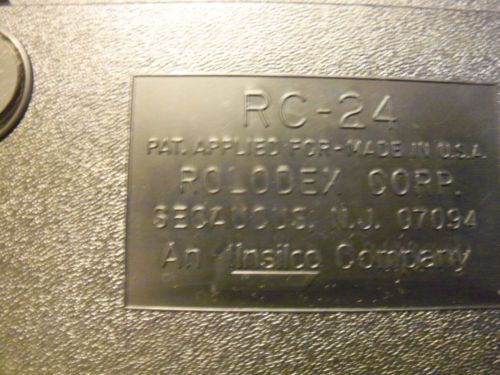 RC-24
PAT. APPLIED FOR-MADE IN U.S.A.
ROLODEX CORP.
SECAUCUS, N.J. 07094
An Insilco Company